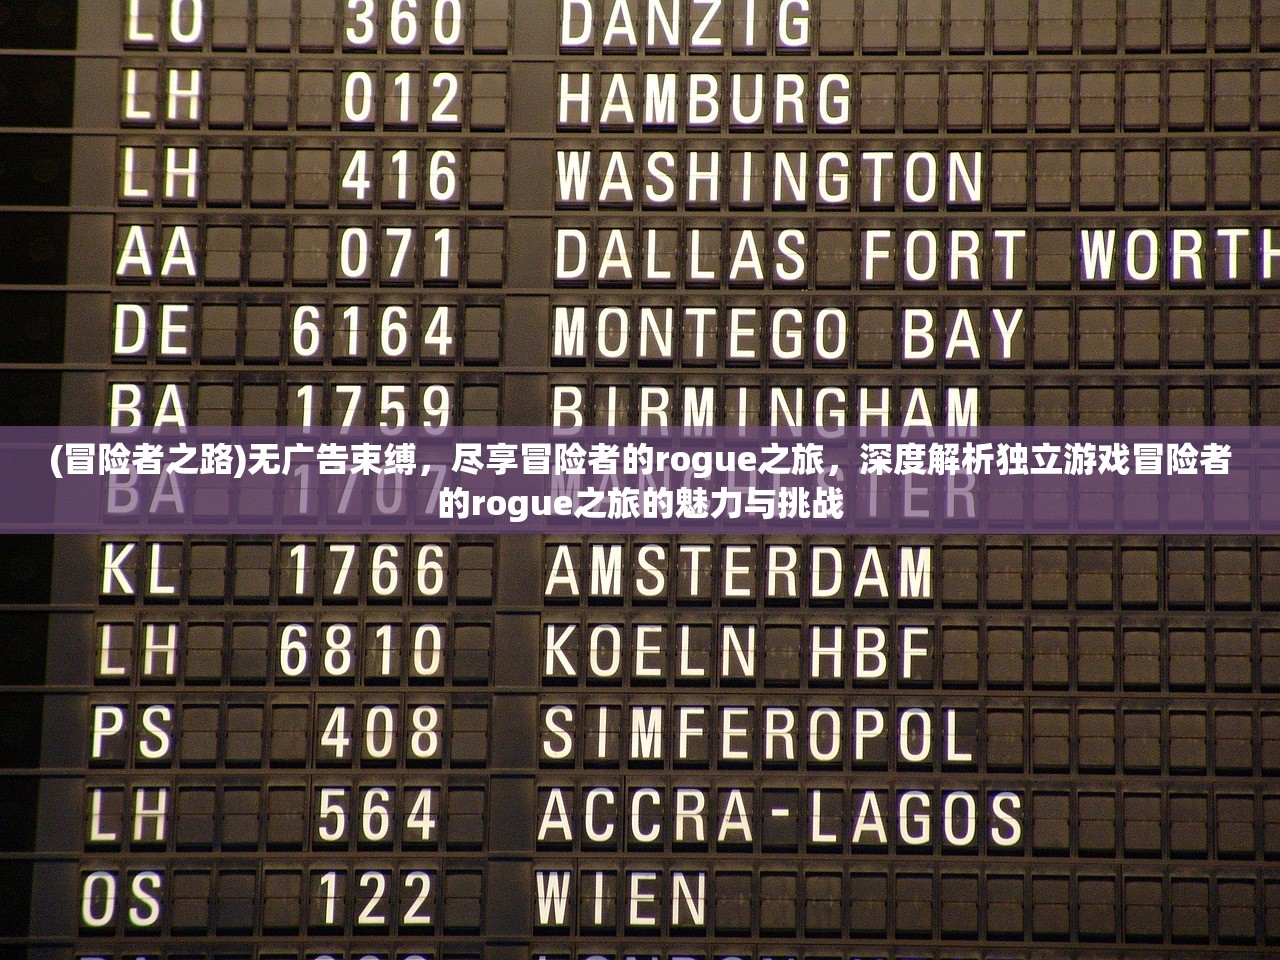 LO 360 DANZIG
LH 012 HAMBURG
LH 416 WASHINGTON
AA 071 DALLAS FORT WORTH
DE 6164 MONTEGO BAY
BA 1759 BIRMINGHAM
(冒险者之路)无广告束缚，尽享冒险者的rogue之旅，深度解析独立游戏冒险者
的rogue之旅的魅力与挑战
BA 1707 MANCHESTER
KL 1766 AMSTERDAM
LH 6810 KOELN HBF
PS 408 SIMFEROPOL
LH 564 ACCRA-LAGOS
OS 122 WIEN